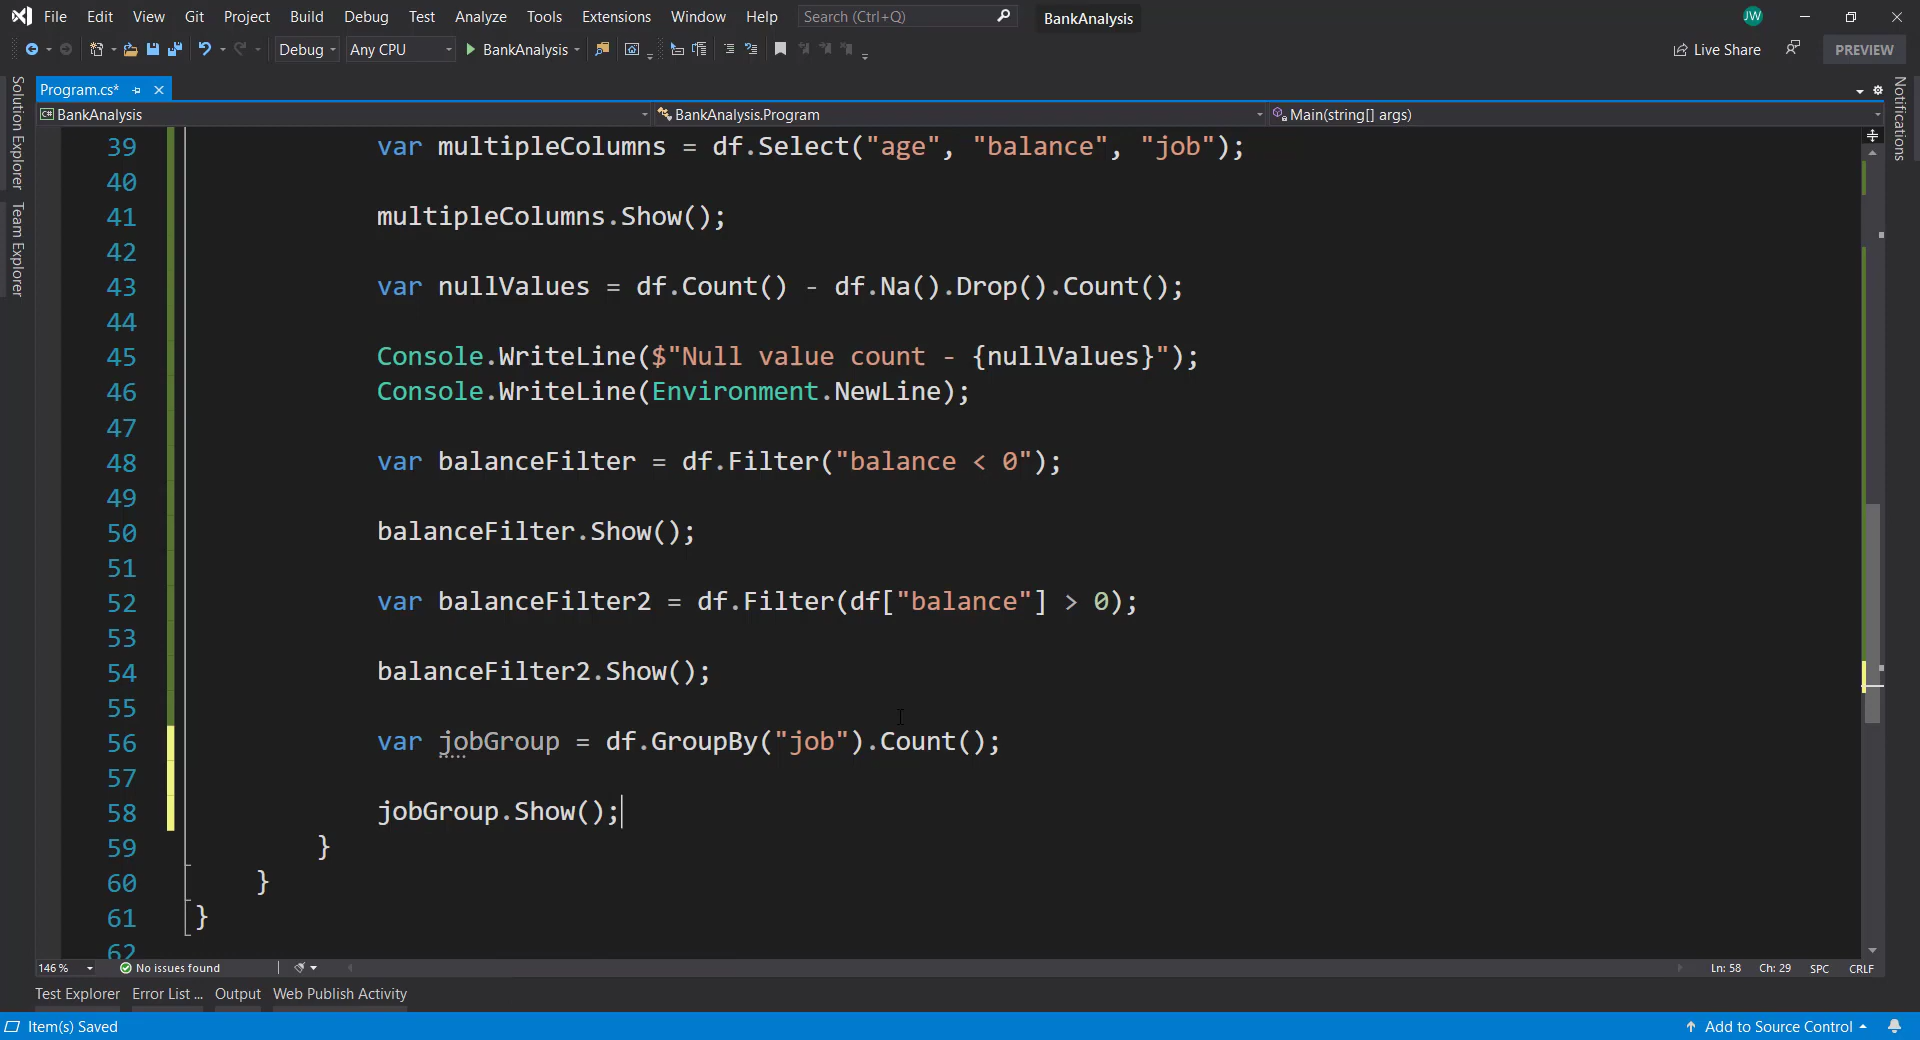 File Edit View Git Project Build Debug Test Analyze Tools Extensions Window Help Search (Ctrl+Q) BankAnalysis JW
Debug Any CPU BankAnalysis Live Share PREVIEW
Program.cs*
C# BankAnalysis BankAnalysis.Program Main(string[] args)
Solution Explorer
Team Explorer
Notifications
39 var multipleColumns = df.Select("age", "balance", "job");
40
41 multipleColumns.Show();
42
43 var nullValues = df.Count() - df.Na().Drop().Count();
44
45 Console.WriteLine($"Null value count - {nullValues}");
46 Console.WriteLine(Environment.NewLine);
47
48 var balanceFilter = df.Filter("balance < 0");
49
50 balanceFilter.Show();
51
52 var balanceFilter2 = df.Filter(df["balance"] > 0);
53
54 balanceFilter2.Show();
55
56 var jobGroup = df.GroupBy("job").Count();
57
58 jobGroup.Show();
59 }
60 }
61 }
62
146 % No issues found Ln: 58 Ch: 29 SPC CRLF
Test Explorer Error List ... Output Web Publish Activity
Item(s) Saved Add to Source Control